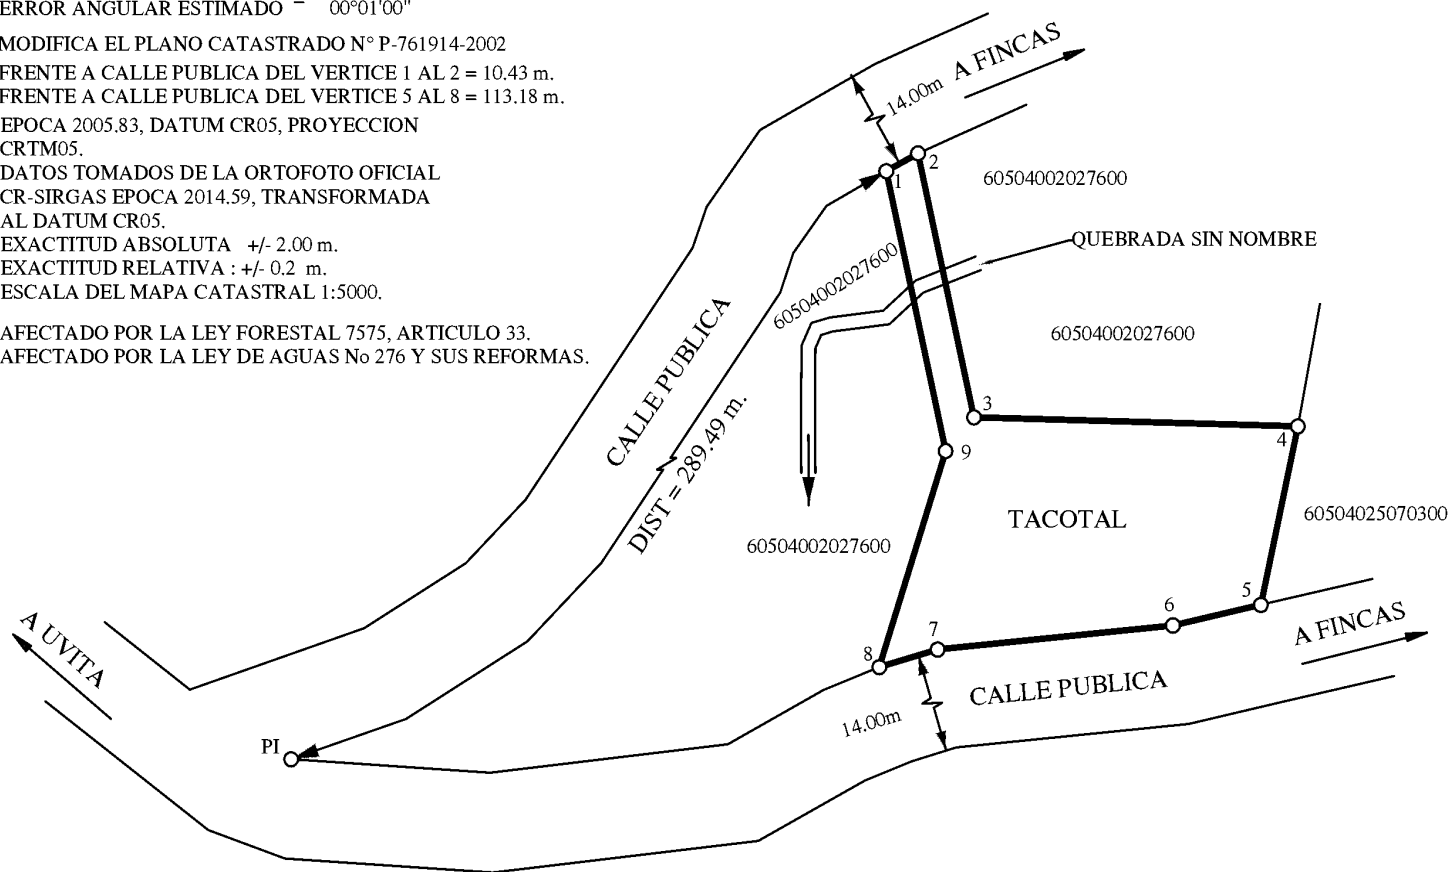 ERROR ANGULAR ESTIMADO = 00°01'00"
MODIFICA EL PLANO CATASTRADO N° P-761914-2002
FRENTE A CALLE PUBLICA DEL VERTICE 1 AL 2 = 10.43 m.
FRENTE A CALLE PUBLICA DEL VERTICE 5 AL 8 = 113.18 m.
EPOCA 2005.83, DATUM CR05, PROYECCION
CRTM05.
DATOS TOMADOS DE LA ORTOFOTO OFICIAL
CR-SIRGAS EPOCA 2014.59, TRANSFORMADA
AL DATUM CR05.
EXACTITUD ABSOLUTA +/- 2.00 m.
EXACTITUD RELATIVA : +/- 0.2 m.
ESCALA DEL MAPA CATASTRAL 1:5000.
AFECTADO POR LA LEY FORESTAL 7575, ARTICULO 33.
AFECTADO POR LA LEY DE AGUAS No 276 Y SUS REFORMAS.
A FINCAS
14.00m
1
2
60504002027600
QUEBRADA SIN NOMBRE
60504002027600
60504002027600
CALLE PUBLICA
DIST = 289.49 m.
3
4
9
TACOTAL
60504025070300
60504002027600
5
6
7
8
A FINCAS
CALLE PUBLICA
14.00m
A UVITA
PI